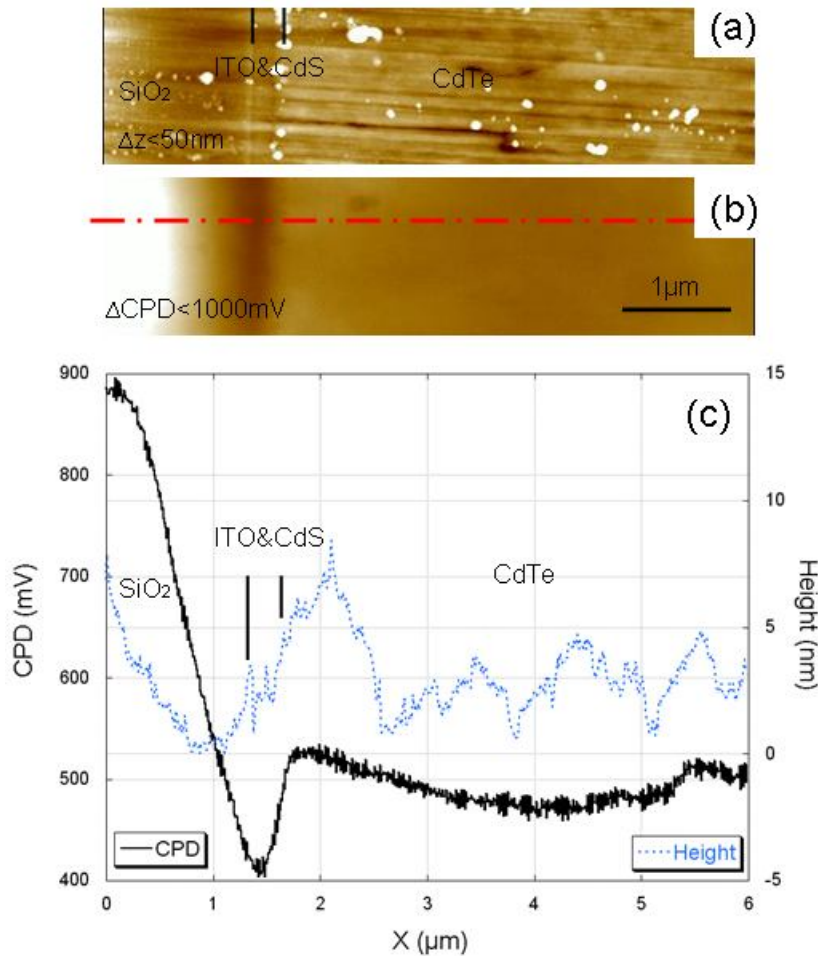 (a)
ITO&CdS
CdTe
SiO₂
Δz<50nm
(b)
ΔCPD<1000mV
1µm
(c)
900
800
700
600
500
400
CPD (mV)
15
10
5
0
-5
Height (nm)
ITO&CdS
SiO₂
CdTe
CPD
Height
0 1 2 3 4 5 6
X (µm)